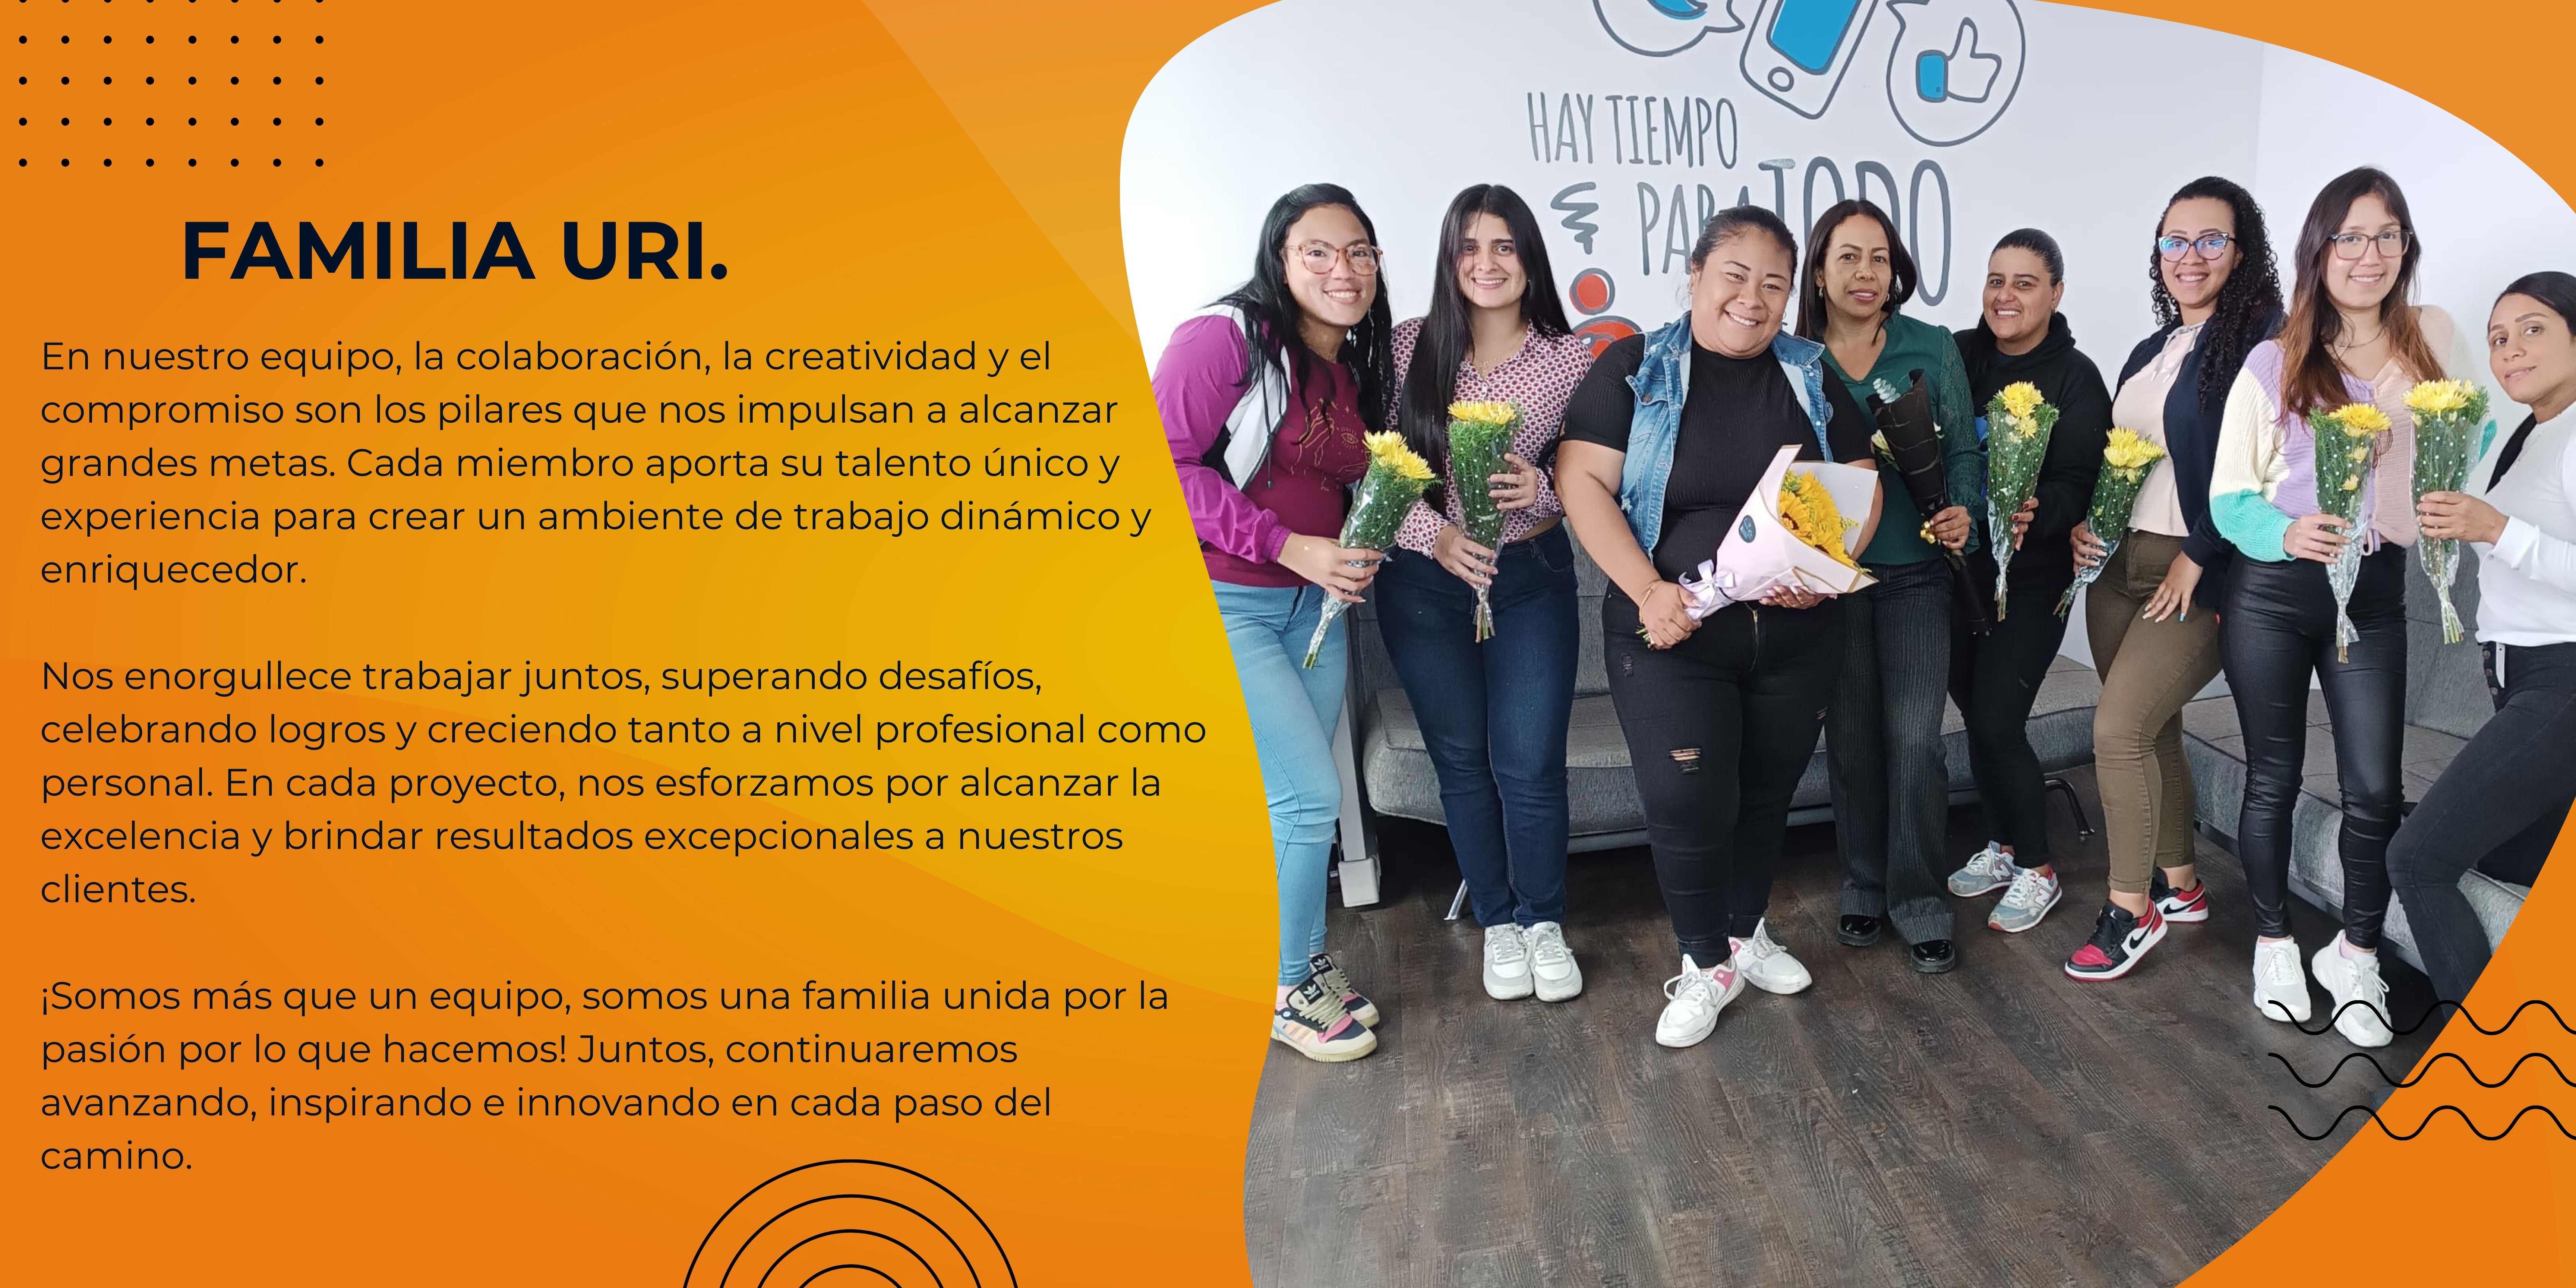 FAMILIA URI.
En nuestro equipo, la colaboración, la creatividad y el
compromiso son los pilares que nos impulsan a alcanzar
grandes metas. Cada miembro aporta su talento único y
experiencia para crear un ambiente de trabajo dinámico y
enriquecedor.
Nos enorgullece trabajar juntos, superando desafíos,
celebrando logros y creciendo tanto a nivel profesional como
personal. En cada proyecto, nos esforzamos por alcanzar la
excelencia y brindar resultados excepcionales a nuestros
clientes.
¡Somos más que un equipo, somos una familia unida por la
pasión por lo que hacemos! Juntos, continuaremos
avanzando, inspirando e innovando en cada paso del
camino.
HAY TIEMPO
PARA TODO